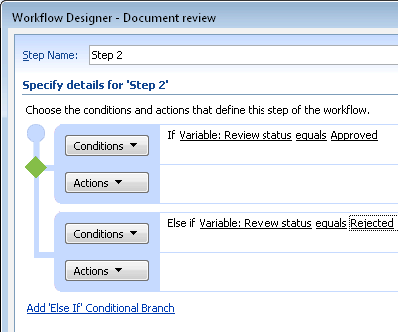 Workflow Designer - Document review
Step Name: Step 2
Specify details for 'Step 2'
Choose the conditions and actions that define this step of the workflow.
Conditions
If Variable: Review status equals Approved
Actions
Conditions
Else if Variable: Review status equals Rejected
Actions
Add 'Else If' Conditional Branch